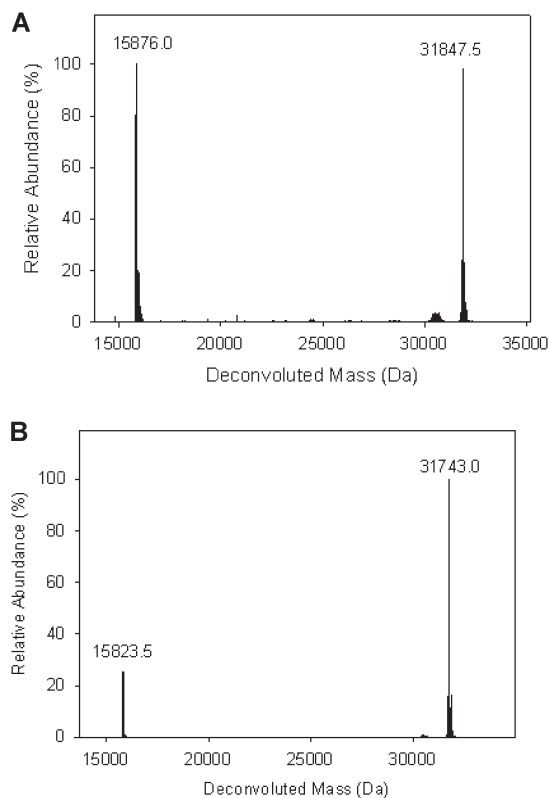 A
15876.0
31847.5
100
80
60
40
20
0
Relative Abundance (%)
15000 20000 25000 30000 35000
Deconvoluted Mass (Da)
B
31743.0
15823.5
100
80
60
40
20
0
Relative Abundance (%)
15000 20000 25000 30000
Deconvoluted Mass (Da)